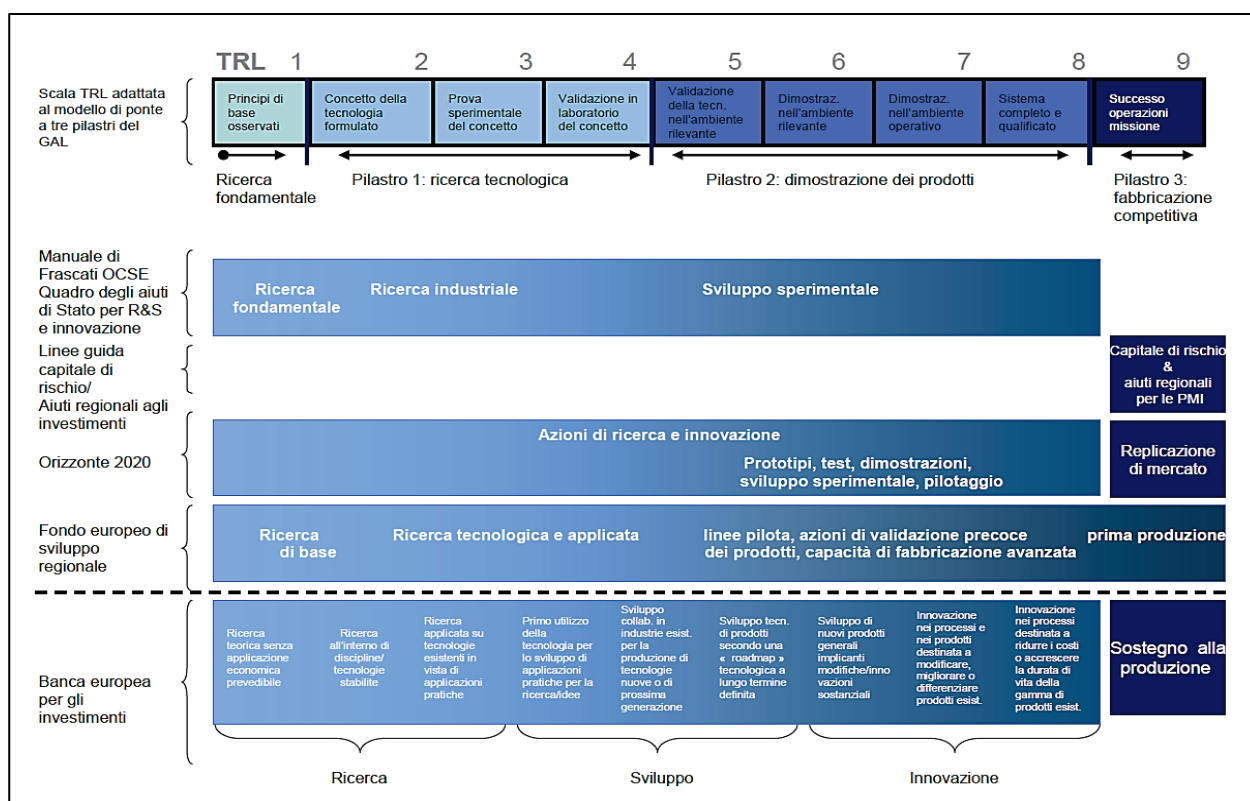 TRL 1 2 3 4 5 6 7 8 9
Scala TRL adattata
al modello di ponte
a tre pilastri del
GAL
Principi di
base
osservati
Concetto della
tecnologia
formulato
Prova
sperimentale
del concetto
Validazione in
laboratorio
del concetto
Validazione
della tecn.
nell'ambiente
rilevante
Dimostraz.
nell'ambiente
rilevante
Dimostraz.
nell'ambiente
operativo
Sistema
completo e
qualificato
Successo
operazioni
missione
Ricerca
fondamentale
Pilastro 1: ricerca tecnologica
Pilastro 2: dimostrazione dei prodotti
Pilastro 3:
fabbricazione
competitiva
Manuale di
Frascati OCSE
Quadro degli aiuti
di Stato per R&S
e innovazione
Ricerca
fondamentale
Ricerca industriale
Sviluppo sperimentale
Linee guida
capitale di
rischio/
Aiuti regionali agli
investimenti
Capitale di rischio
&
aiuti regionali
per le PMI
Orizzonte 2020
Azioni di ricerca e innovazione
Prototipi, test, dimostrazioni,
sviluppo sperimentale, pilotaggio
Replicazione
di mercato
Fondo europeo di
sviluppo
regionale
Ricerca
di base
Ricerca tecnologica e applicata
linee pilota, azioni di validazione precoce
dei prodotti, capacità di fabbricazione avanzata
prima produzione
Banca europea
per gli
investimenti
Ricerca
teorica senza
applicazione
economica
prevedibile
Ricerca
all'interno di
discipline/
tecnologie
stabilite
Ricerca
applicata su
tecnologie
esistenti in
vista di
applicazioni
pratiche
Primo utilizzo
della
tecnologia per
lo sviluppo di
applicazioni
pratiche per la
ricerca/idee
Sviluppo
collab. in
industrie esist.
per la
produzione di
tecnologie
nuove o di
prossima
generazione
Sviluppo tecn.
di prodotti
secondo una
« roadmap »
tecnologica a
lungo termine
definita
Sviluppo di
nuovi prodotti
generali
implicanti
modifiche/inno
vazioni
sostanziali
Innovazione
nei processi e
nei prodotti
destinata a
modificare,
migliorare o
differenziare
prodotti esist.
Innovazione
nei processi
destinata a
ridurre i costi
o accrescere
la durata di
vita della
gamma di
prodotti esist.
Sostegno alla
produzione
Ricerca
Sviluppo
Innovazione